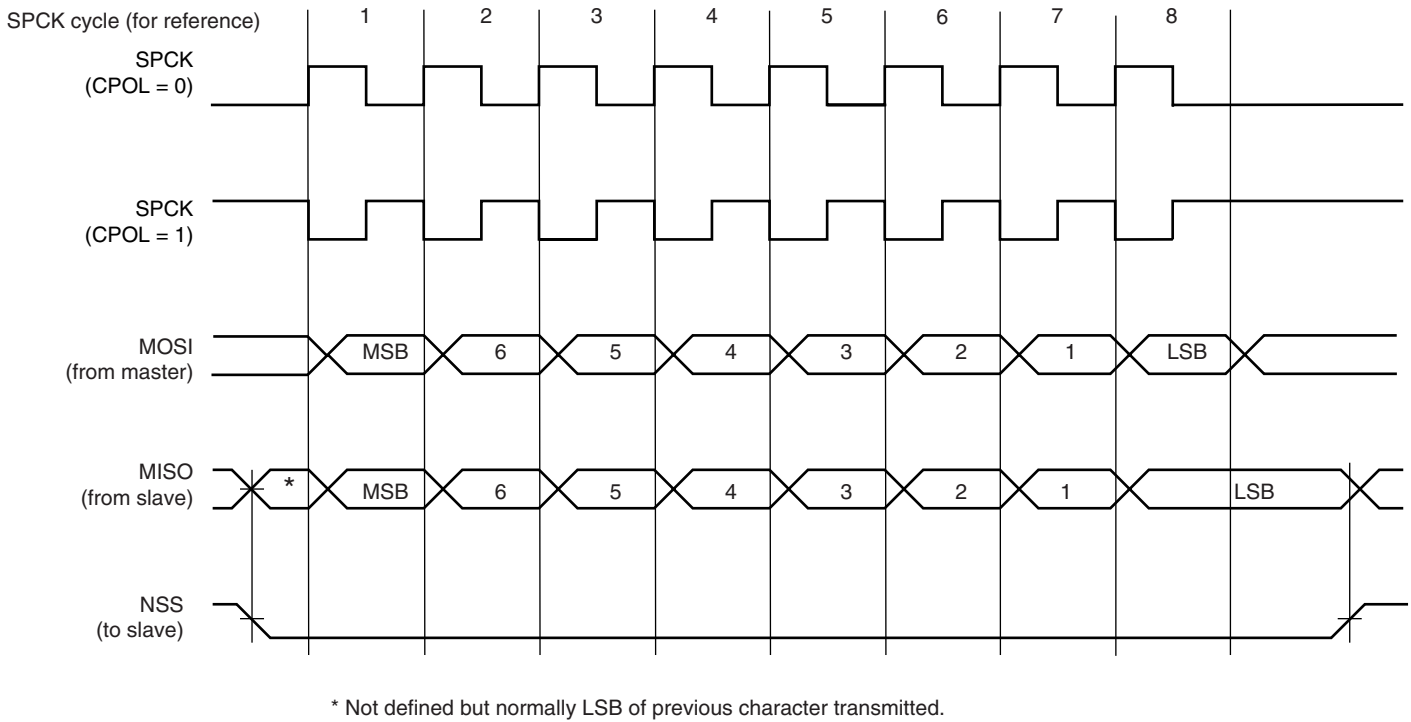 SPCK cycle (for reference) 1 2 3 4 5 6 7 8
SPCK
(CPOL = 0)
SPCK
(CPOL = 1)
MOSI
(from master)
MSB 6 5 4 3 2 1 LSB
MISO
(from slave)
* MSB 6 5 4 3 2 1 LSB
NSS
(to slave)
* Not defined but normally LSB of previous character transmitted.